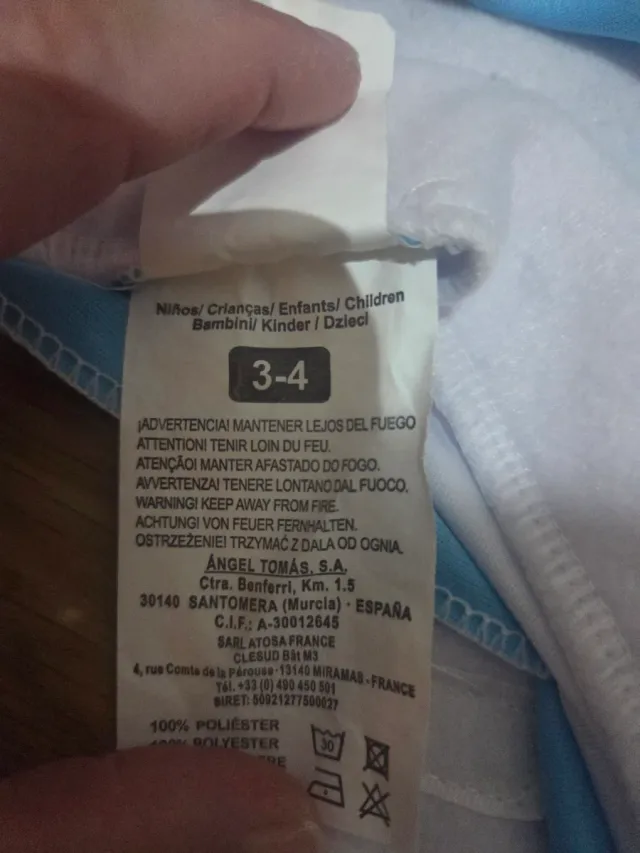 Niños/ Crianças/ Enfants/ Children
Bambini/ Kinder / Dzieci
3-4
¡ADVERTENCIA! MANTENER LEJOS DEL FUEGO
ATTENTION! TENIR LOIN DU FEU.
ATENÇÃO! MANTER AFASTADO DO FOGO.
AVVERTENZA! TENERE LONTANO DAL FUOCO.
WARNING! KEEP AWAY FROM FIRE.
ACHTUNG! VON FEUER FERNHALTEN.
OSTRZEŻENIE! TRZYMAĆ Z DALA OD OGNIA.
ÁNGEL TOMÁS, S.A.
Ctra. Benferri, Km. 1.5
30140 SANTOMERA (Murcia) · ESPAÑA
C.I.F.: A-30012645
SARL ATOSA FRANCE
CLESUD Bât M3
4, rue Comte de la Pérouse·13140 MIRAMAS·FRANCE
Tél. +33 (0) 490 450 501
SIRET: 50921277500027
100% POLIÉSTER
100% POLYESTER
30